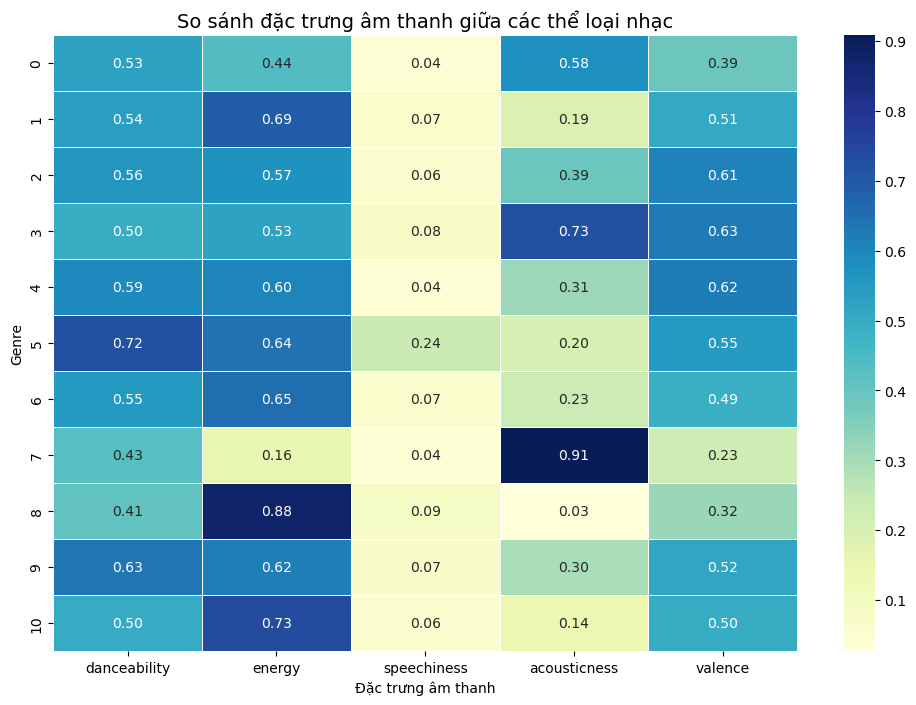 So sánh đặc trưng âm thanh giữa các thể loại nhạc
0 0.53 0.44 0.04 0.58 0.39
1 0.54 0.69 0.07 0.19 0.51
2 0.56 0.57 0.06 0.39 0.61
3 0.50 0.53 0.08 0.73 0.63
4 0.59 0.60 0.04 0.31 0.62
5 0.72 0.64 0.24 0.20 0.55
6 0.55 0.65 0.07 0.23 0.49
7 0.43 0.16 0.04 0.91 0.23
8 0.41 0.88 0.09 0.03 0.32
9 0.63 0.62 0.07 0.30 0.52
10 0.50 0.73 0.06 0.14 0.50
Genre
danceability energy speechiness acousticness valence
Đặc trưng âm thanh
0.9
0.8
0.7
0.6
0.5
0.4
0.3
0.2
0.1